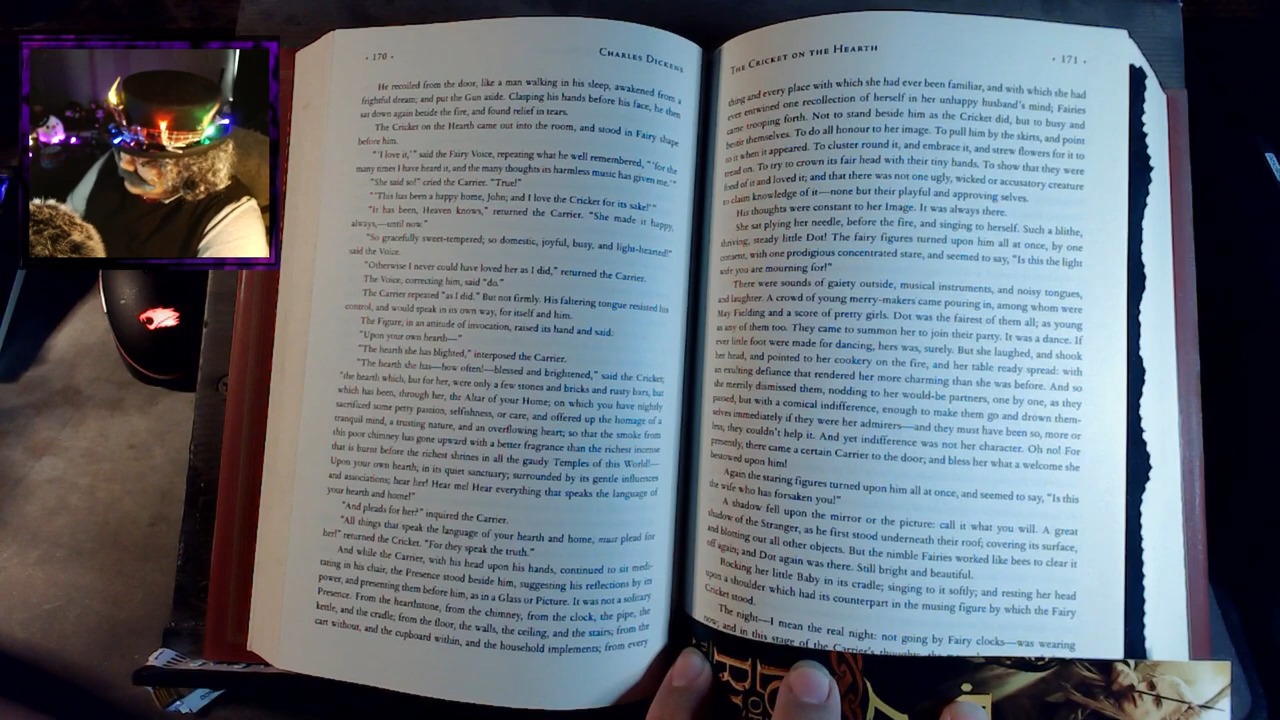 · 170 ·
CHARLES DICKENS
He recoiled from the door, like a man walking in his sleep, awakened from a
frightful dream; and put the Gun aside. Clasping his hands before his face, he then
sat down again beside the fire, and found relief in tears.
The Cricket on the Hearth came out into the room, and stood in Fairy shape
before him.
"'I love it,'" said the Fairy Voice, repeating what he well remembered, "'for the
many times I have heard it, and the many thoughts its harmless music has given me.'"
"She said so!" cried the Carrier. "True!"
"'This has been a happy home, John; and I love the Cricket for its sake!'"
"It has been, Heaven knows," returned the Carrier. "She made it happy,
always,—until now."
"So gracefully sweet-tempered; so domestic, joyful, busy, and light-hearted!"
said the Voice.
"Otherwise I never could have loved her as I did," returned the Carrier.
The Voice, correcting him, said "do."
The Carrier repeated "as I did." But not firmly. His faltering tongue resisted his
control, and would speak in its own way, for itself and him.
The Figure, in an attitude of invocation, raised its hand and said:
"Upon your own hearth—"
"The hearth she has blighted," interposed the Carrier.
"The hearth she has—how often!—blessed and brightened," said the Cricket;
"the hearth which, but for her, were only a few stones and bricks and rusty bars, but
which has been, through her, the Altar of your Home; on which you have nightly
sacrificed some petty passion, selfishness, or care, and offered up the homage of a
tranquil mind, a trusting nature, and an overflowing heart; so that the smoke from
this poor chimney has gone upward with a better fragrance than the richest incense
that is burnt before the richest shrines in all the gaudy Temples of this World!—
Upon your own hearth; in its quiet sanctuary; surrounded by its gentle influences
and associations; hear her! Hear me! Hear everything that speaks the language of
your hearth and home!"
"And pleads for her?" inquired the Carrier.
"All things that speak the language of your hearth and home, must plead for
her!" returned the Cricket. "For they speak the truth."
And while the Carrier, with his head upon his hands, continued to sit medi-
tating in his chair, the Presence stood beside him, suggesting his reflections by its
power, and presenting them before him, as in a Glass or Picture. It was not a solitary
Presence. From the hearthstone, from the chimney, from the clock, the pipe, the
kettle, and the cradle; from the floor, the walls, the ceiling, and the stairs; from the
cart without, and the cupboard within, and the household implements; from every
THE CRICKET ON THE HEARTH
· 171 ·
thing and every place with which she had ever been familiar, and with which she had
ever entwined one recollection of herself in her unhappy husband's mind; Fairies
came trooping forth. Not to stand beside him as the Cricket did, but to busy and
bestir themselves. To do all honour to her image. To pull him by the skirts, and point
to it when it appeared. To cluster round it, and embrace it, and strew flowers for it to
tread on. To try to crown its fair head with their tiny hands. To show that they were
fond of it and loved it; and that there was not one ugly, wicked or accusatory creature
to claim knowledge of it—none but their playful and approving selves.
His thoughts were constant to her Image. It was always there.
She sat plying her needle, before the fire, and singing to herself. Such a blithe,
thriving, steady little Dot! The fairy figures turned upon him all at once, by one
consent, with one prodigious concentrated stare, and seemed to say, "Is this the light
wife you are mourning for!"
There were sounds of gaiety outside, musical instruments, and noisy tongues,
and laughter. A crowd of young merry-makers came pouring in, among whom were
May Fielding and a score of pretty girls. Dot was the fairest of them all; as young
as any of them too. They came to summon her to join their party. It was a dance. If
ever little foot were made for dancing, hers was, surely. But she laughed, and shook
her head, and pointed to her cookery on the fire, and her table ready spread: with
an exulting defiance that rendered her more charming than she was before. And so
she merrily dismissed them, nodding to her would-be partners, one by one, as they
passed, but with a comical indifference, enough to make them go and drown them-
selves immediately if they were her admirers—and they must have been so, more or
less; they couldn't help it. And yet indifference was not her character. Oh no! For
presently, there came a certain Carrier to the door; and bless her what a welcome she
bestowed upon him!
Again the staring figures turned upon him all at once, and seemed to say, "Is this
the wife who has forsaken you!"
A shadow fell upon the mirror or the picture: call it what you will. A great
shadow of the Stranger, as he first stood underneath their roof; covering its surface,
and blotting out all other objects. But the nimble Fairies worked like bees to clear it
off again; and Dot again was there. Still bright and beautiful.
Rocking her little Baby in its cradle; singing to it softly; and resting her head
upon a shoulder which had its counterpart in the musing figure by which the Fairy
Cricket stood.
The night—I mean the real night: not going by Fairy clocks—was wearing
now; and in this stage of the Carrier's thoughts, the